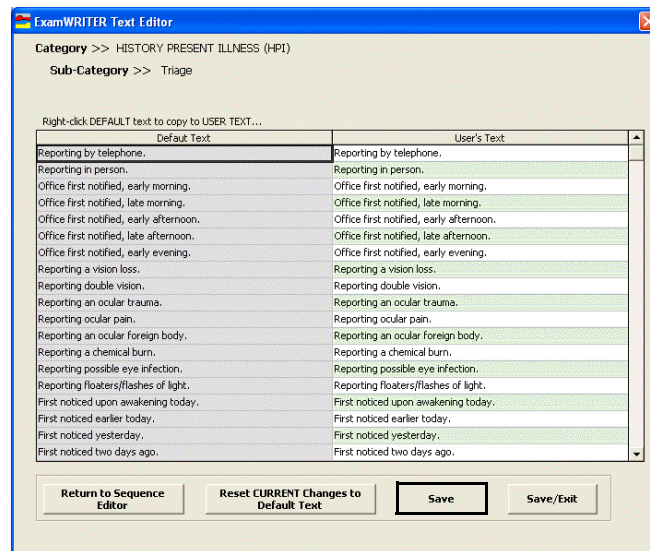 ExamWRITER Text Editor
Category >> HISTORY PRESENT ILLNESS (HPI)
Sub-Category >> Triage
Right-click DEFAULT text to copy to USER TEXT...
Defaut Text User's Text
Reporting by telephone. Reporting by telephone.
Reporting in person. Reporting in person.
Office first notified, early morning. Office first notified, early morning.
Office first notified, late morning. Office first notified, late morning.
Office first notified, early afternoon. Office first notified, early afternoon.
Office first notified, late afternoon. Office first notified, late afternoon.
Office first notified, early evening. Office first notified, early evening.
Reporting a vision loss. Reporting a vision loss.
Reporting double vision. Reporting double vision.
Reporting an ocular trauma. Reporting an ocular trauma.
Reporting ocular pain. Reporting ocular pain.
Reporting an ocular foreign body. Reporting an ocular foreign body.
Reporting a chemical burn. Reporting a chemical burn.
Reporting possible eye infection. Reporting possible eye infection.
Reporting floaters/flashes of light. Reporting floaters/flashes of light.
First noticed upon awakening today. First noticed upon awakening today.
First noticed earlier today. First noticed earlier today.
First noticed yesterday. First noticed yesterday.
First noticed two days ago. First noticed two days ago.
Return to Sequence Editor
Reset CURRENT Changes to Default Text
Save
Save/Exit